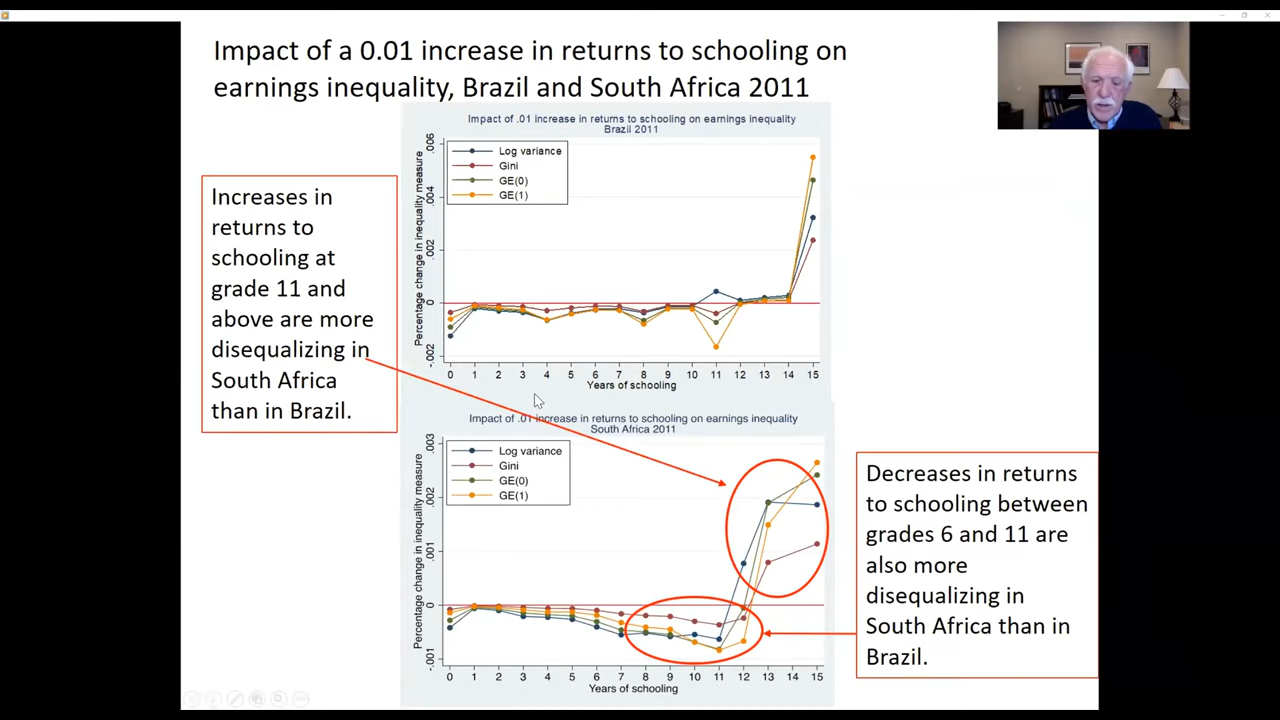 Impact of a 0.01 increase in returns to schooling on
earnings inequality, Brazil and South Africa 2011
Increases in
returns to
schooling at
grade 11 and
above are more
disequalizing in
South Africa
than in Brazil.
Impact of .01 increase in returns to schooling on earnings inequality
Brazil 2011
Percentage change in inequality measure
.006
.004
.002
0
-.002
Log variance
Gini
GE(0)
GE(1)
0 1 2 3 4 5 6 7 8 9 10 11 12 13 14 15
Years of schooling
Impact of .01 increase in returns to schooling on earnings inequality
South Africa 2011
Percentage change in inequality measure
.003
.002
.001
0
-.001
Log variance
Gini
GE(0)
GE(1)
0 1 2 3 4 5 6 7 8 9 10 11 12 13 14 15
Years of schooling
Decreases in returns
to schooling between
grades 6 and 11 are
also more
disequalizing in
South Africa than in
Brazil.